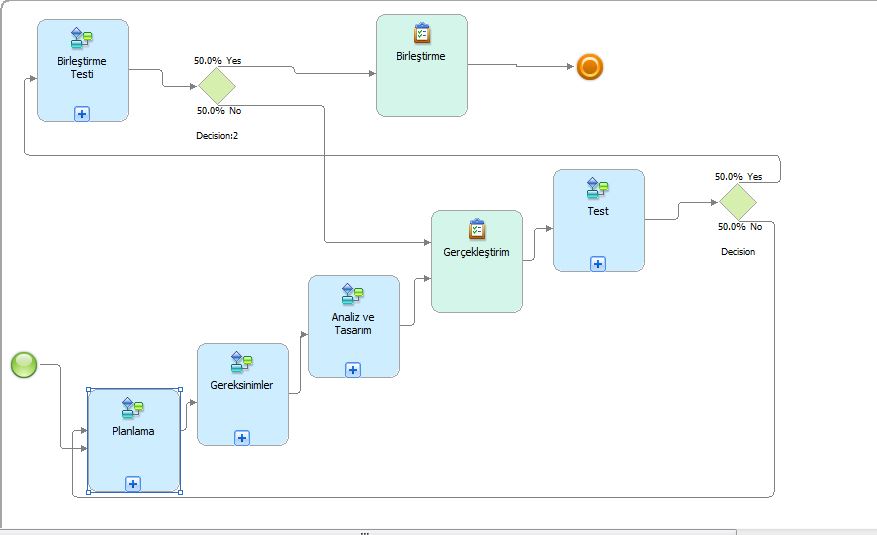 Birleştirme
Testi
50.0% Yes
50.0% No
Decision:2
Birleştirme
50.0% Yes
50.0% No
Decision
Test
Gerçekleştirim
Analiz ve
Tasarım
Gereksinimler
Planlama